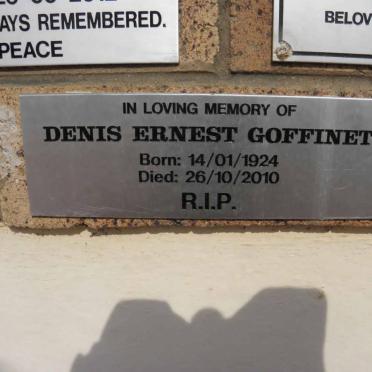 AYS REMEMBERED.
PEACE
BELOV
IN LOVING MEMORY OF
DENIS ERNEST GOFFINET
Born: 14/01/1924
Died: 26/10/2010
R.I.P.